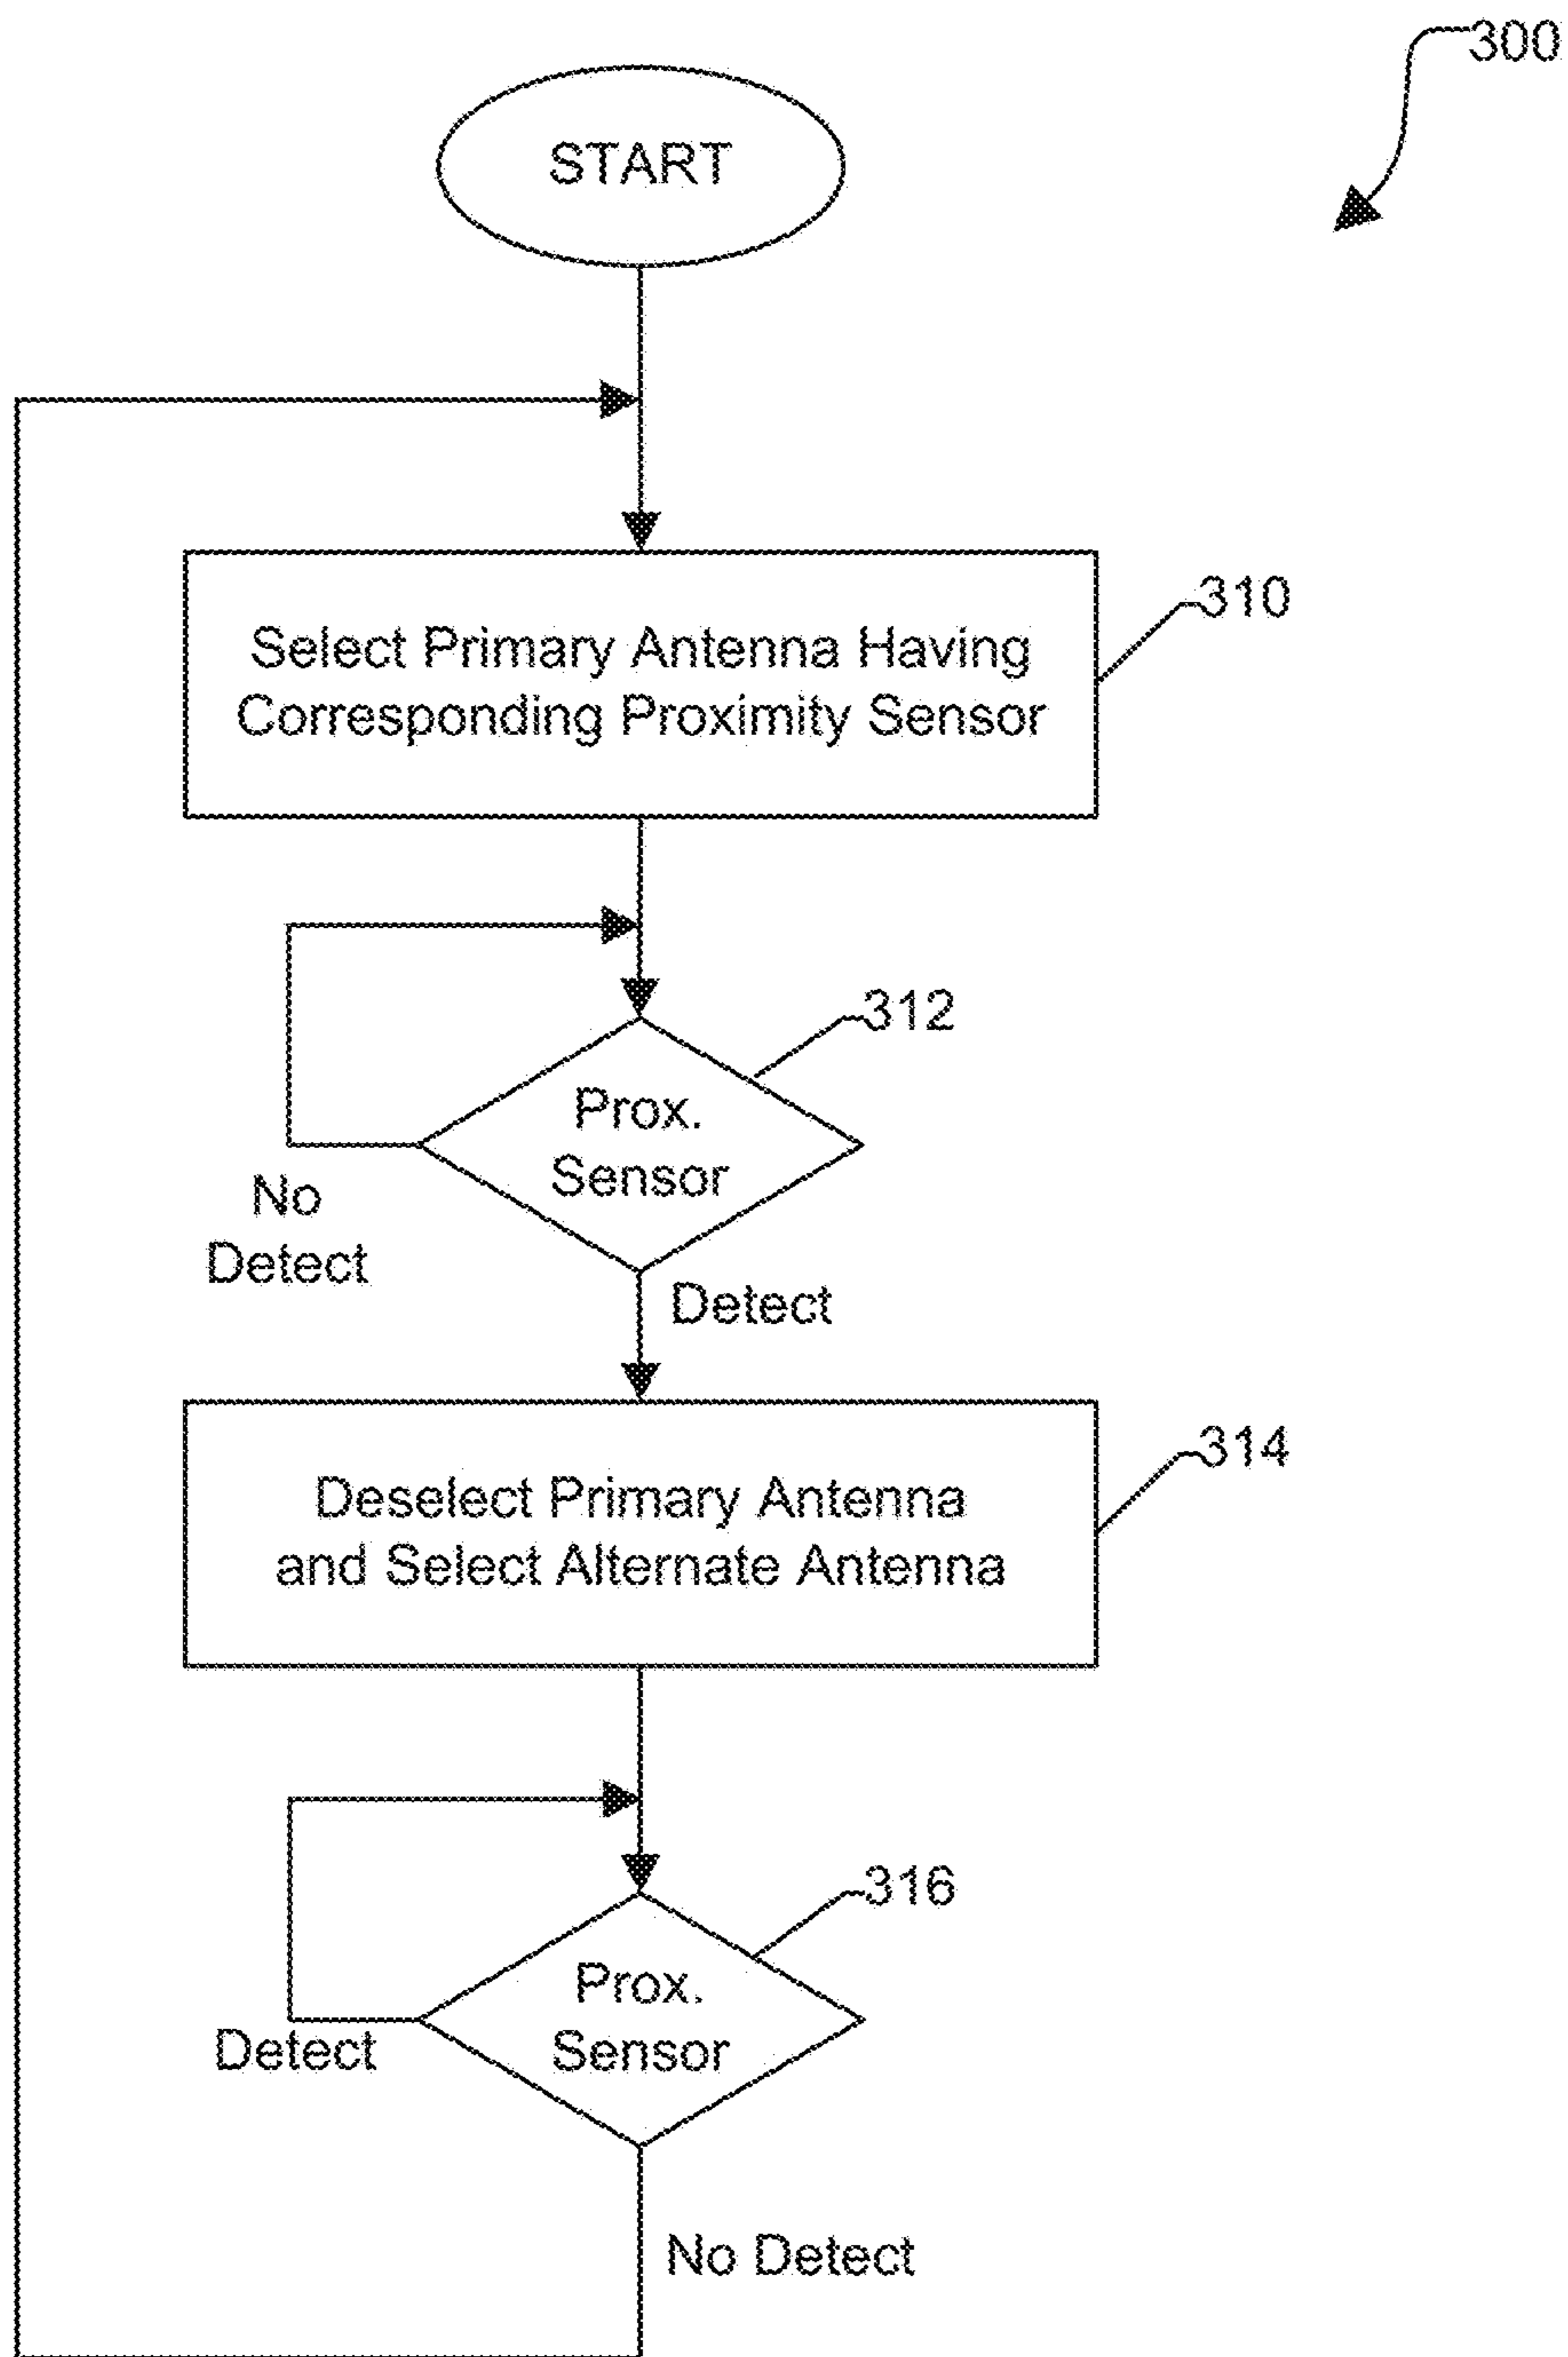 300
START
Select Primary Antenna Having
Corresponding Proximity Sensor
310
312
Prox.
Sensor
No
Detect
Detect
Deselect Primary Antenna
and Select Alternate Antenna
314
316
Prox.
Sensor
Detect
No Detect